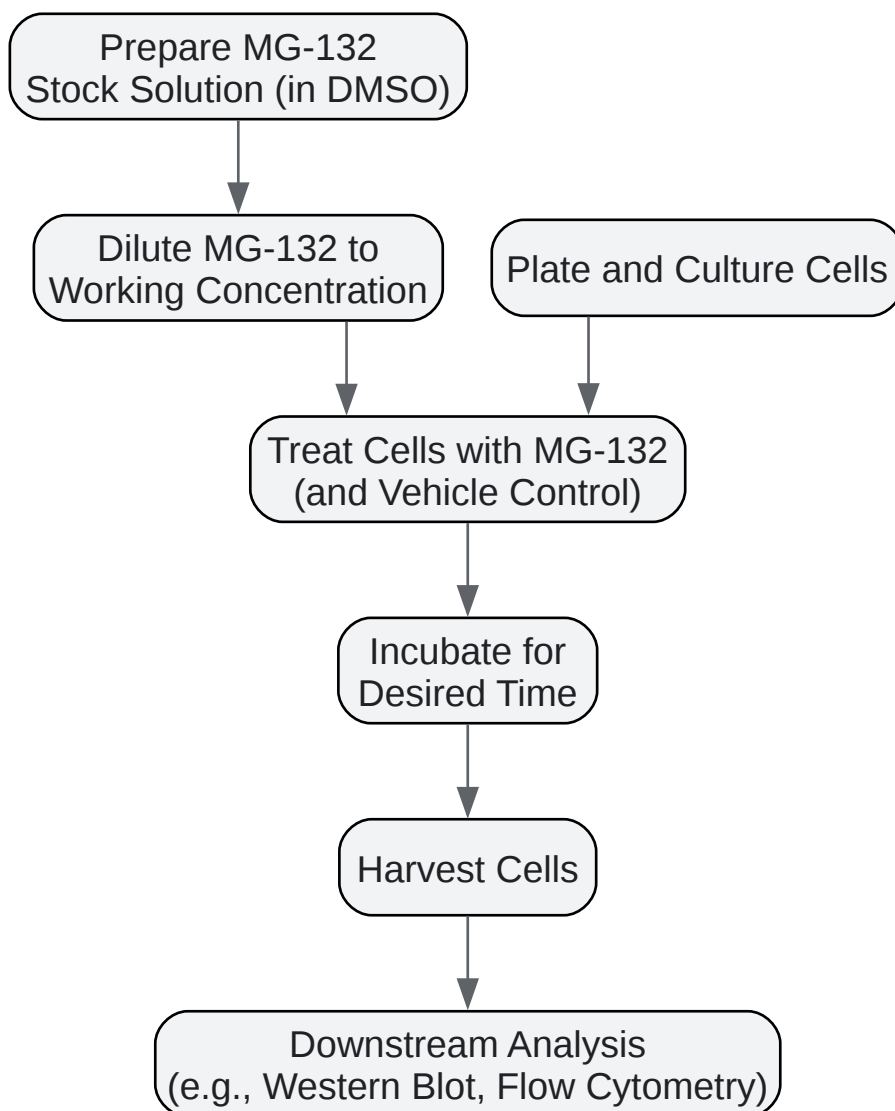 Prepare MG-132
Stock Solution (in DMSO)
Dilute MG-132 to
Working Concentration
Plate and Culture Cells
Treat Cells with MG-132
(and Vehicle Control)
Incubate for
Desired Time
Harvest Cells
Downstream Analysis
(e.g., Western Blot, Flow Cytometry)